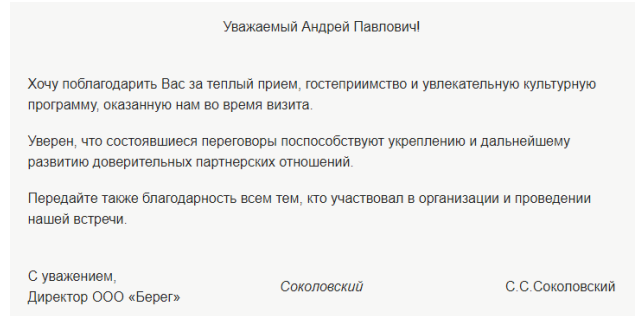 Уважаемый Андрей Павлович!
Хочу поблагодарить Вас за теплый прием, гостеприимство и увлекательную культурную
программу, оказанную нам во время визита.
Уверен, что состоявшиеся переговоры поспособствуют укреплению и дальнейшему
развитию доверительных партнерских отношений.
Передайте также благодарность всем тем, кто участвовал в организации и проведении
нашей встречи.
С уважением,
Директор ООО «Берег» Соколовский С.С.Соколовский